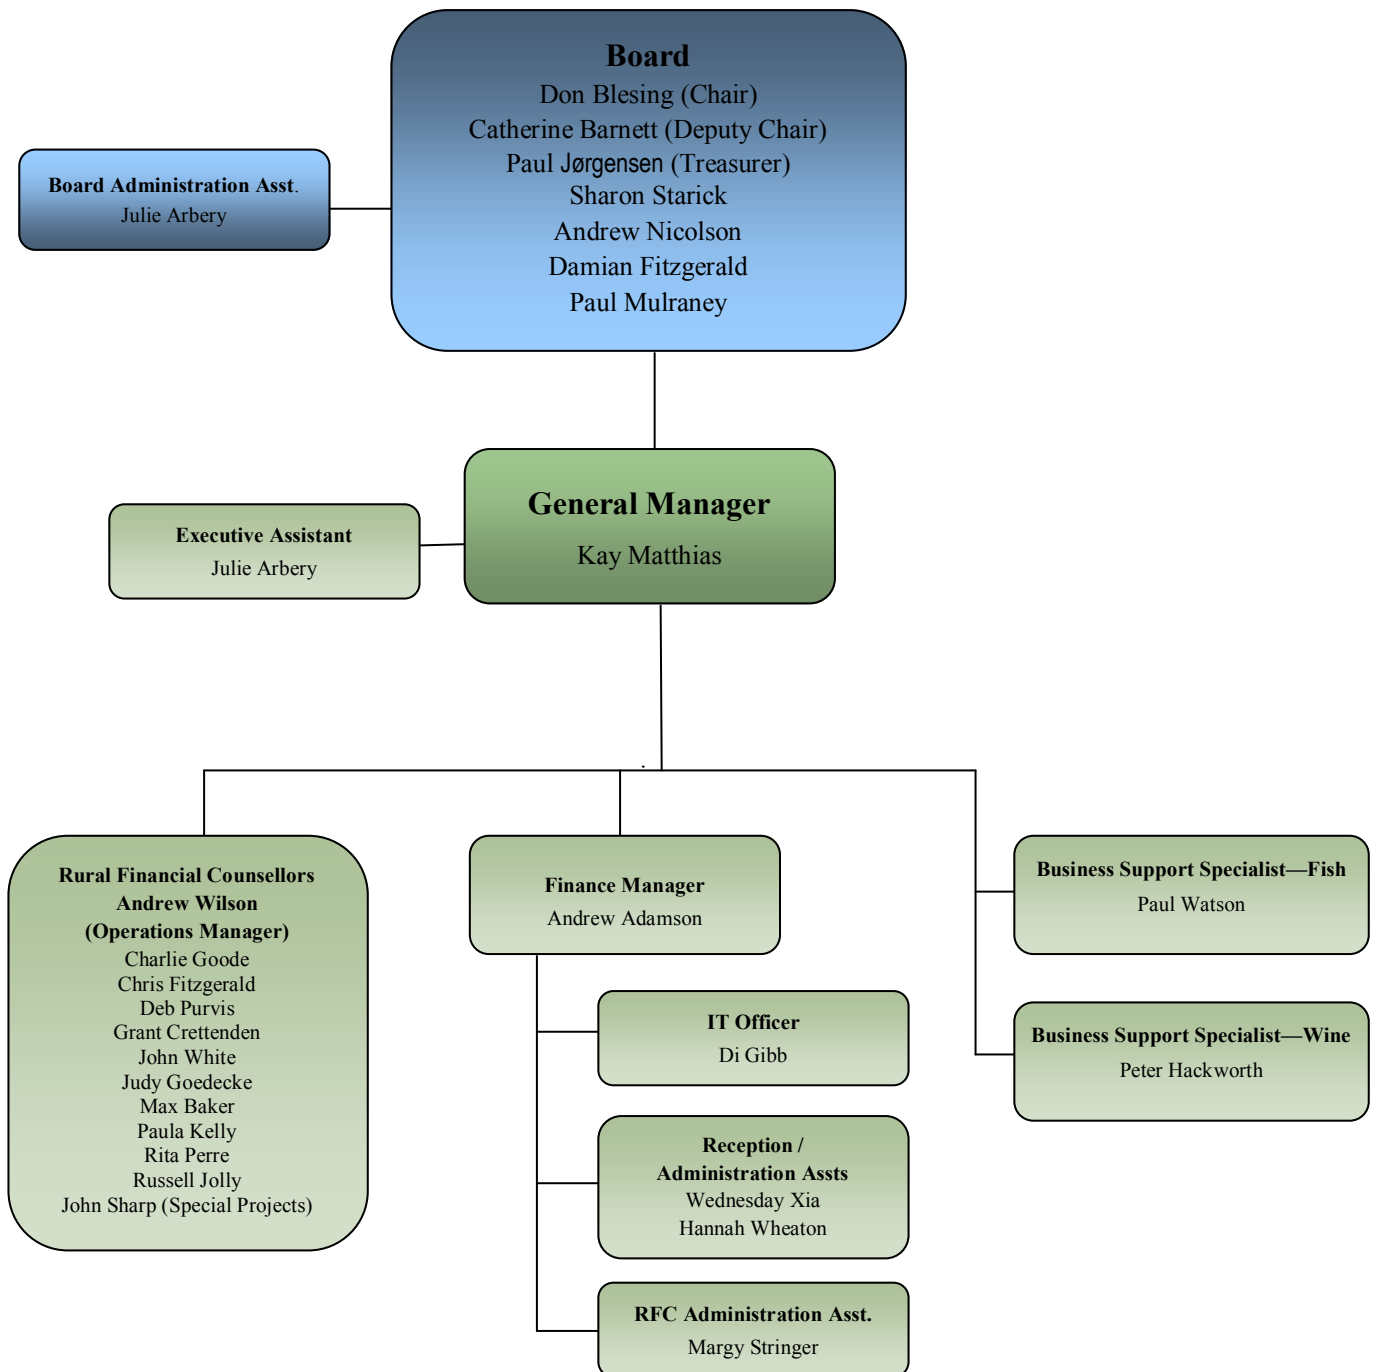 Board
Don Blesing (Chair)
Catherine Barnett (Deputy Chair)
Paul Jørgensen (Treasurer)
Sharon Starick
Andrew Nicolson
Damian Fitzgerald
Paul Mulraney
Board Administration Asst.
Julie Arbery
General Manager
Kay Matthias
Executive Assistant
Julie Arbery
Rural Financial Counsellors
Andrew Wilson
(Operations Manager)
Charlie Goode
Chris Fitzgerald
Deb Purvis
Grant Crettenden
John White
Judy Goedecke
Max Baker
Paula Kelly
Rita Perre
Russell Jolly
John Sharp (Special Projects)
Finance Manager
Andrew Adamson
IT Officer
Di Gibb
Reception /
Administration Assts
Wednesday Xia
Hannah Wheaton
RFC Administration Asst.
Margy Stringer
Business Support Specialist—Fish
Paul Watson
Business Support Specialist—Wine
Peter Hackworth